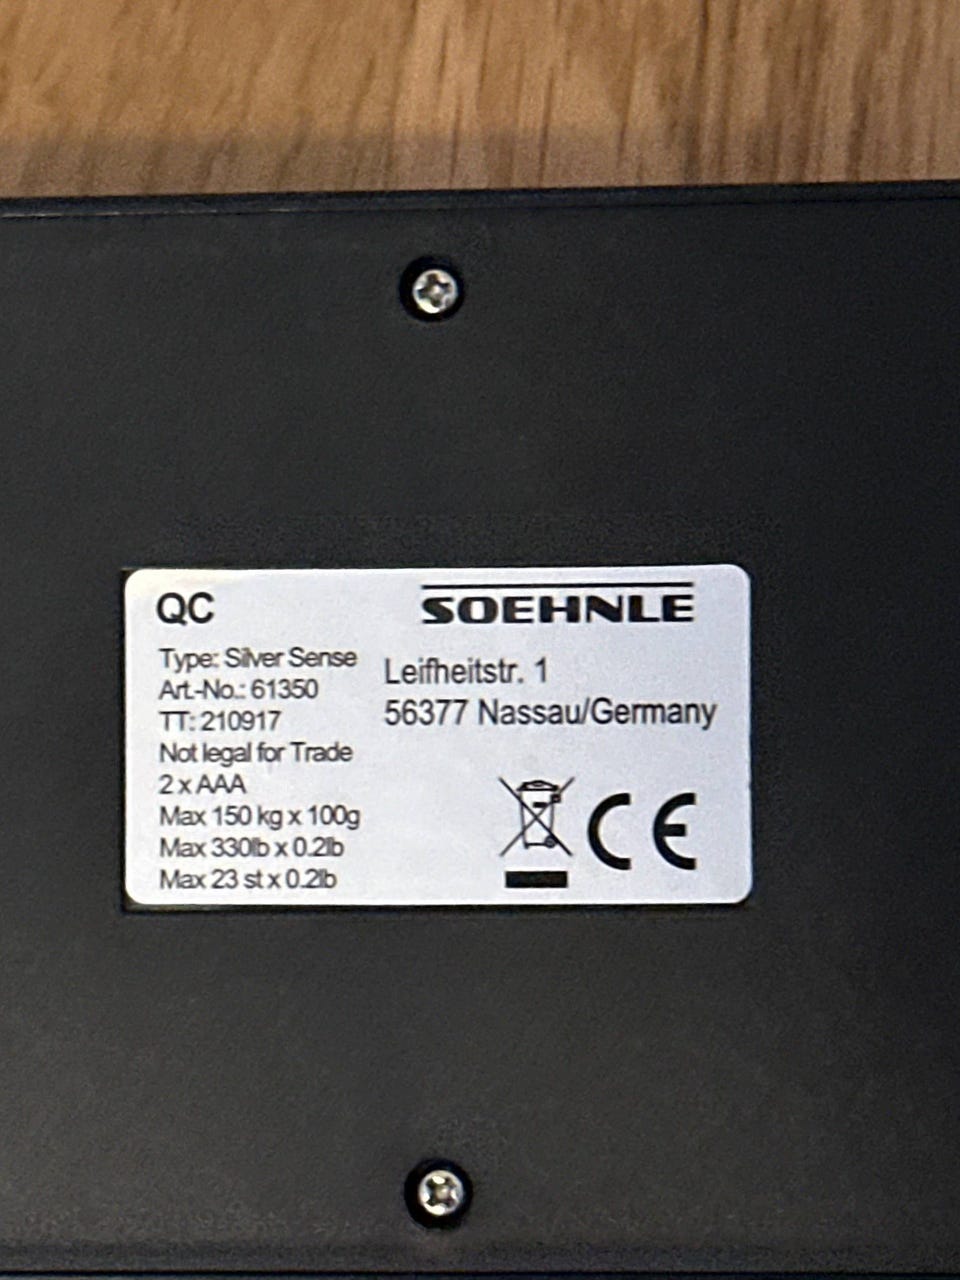 QC
SOEHNLE
Type: Silver Sense
Art.-No.: 61350
TT: 210917
Not legal for Trade
2 x AAA
Max 150 kg x 100g
Max 330lb x 0.2lb
Max 23 st x 0.2lb
Leifheitstr. 1
56377 Nassau/Germany
CE